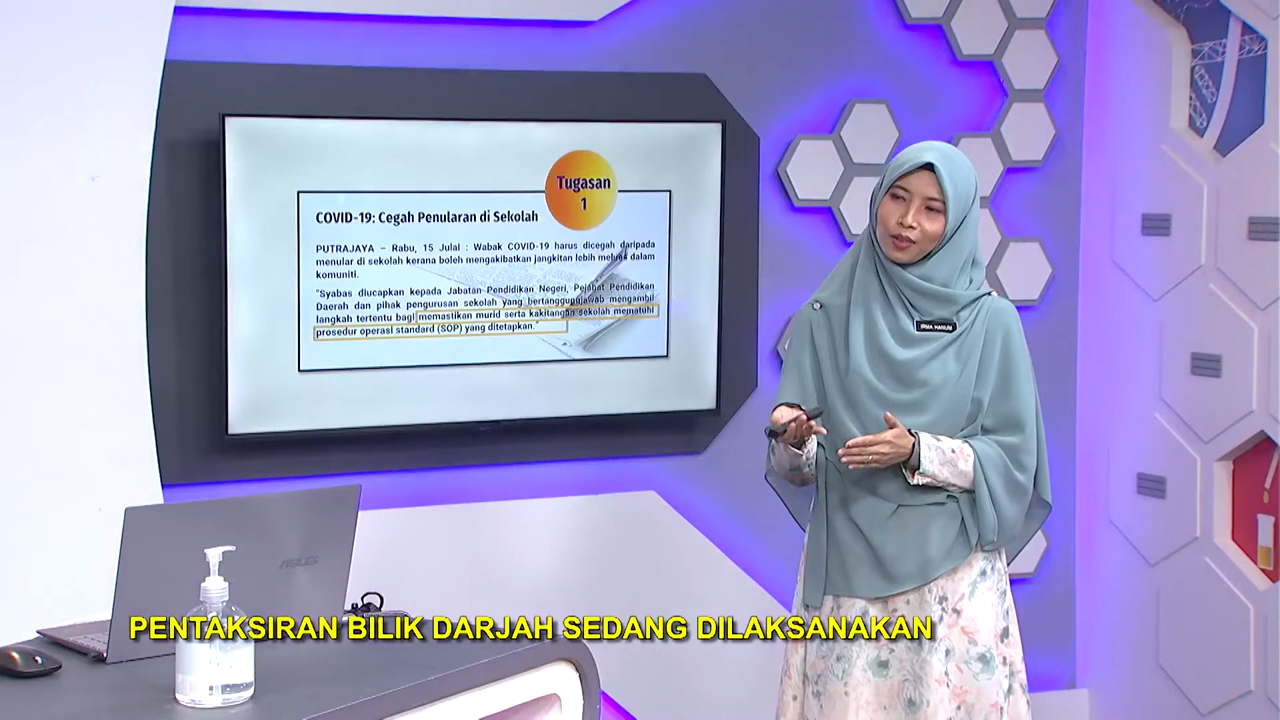 Tugasan
1
COVID-19: Cegah Penularan di Sekolah
PUTRAJAYA – Rabu, 15 Julai : Wabak COVID-19 harus dicegah daripada
menular di sekolah kerana boleh mengakibatkan jangkitan lebih meluas dalam
komuniti.
"Syabas diucapkan kepada Jabatan Pendidikan Negeri, Pejabat Pendidikan
Daerah dan pihak pengurusan sekolah yang bertanggungjawab mengambil
langkah tertentu bagi memastikan murid serta kakitangan sekolah mematuhi
prosedur operasi standard (SOP) yang ditetapkan."
IRMA HANUM
ASUS
PENTAKSIRAN BILIK DARJAH SEDANG DILAKSANAKAN